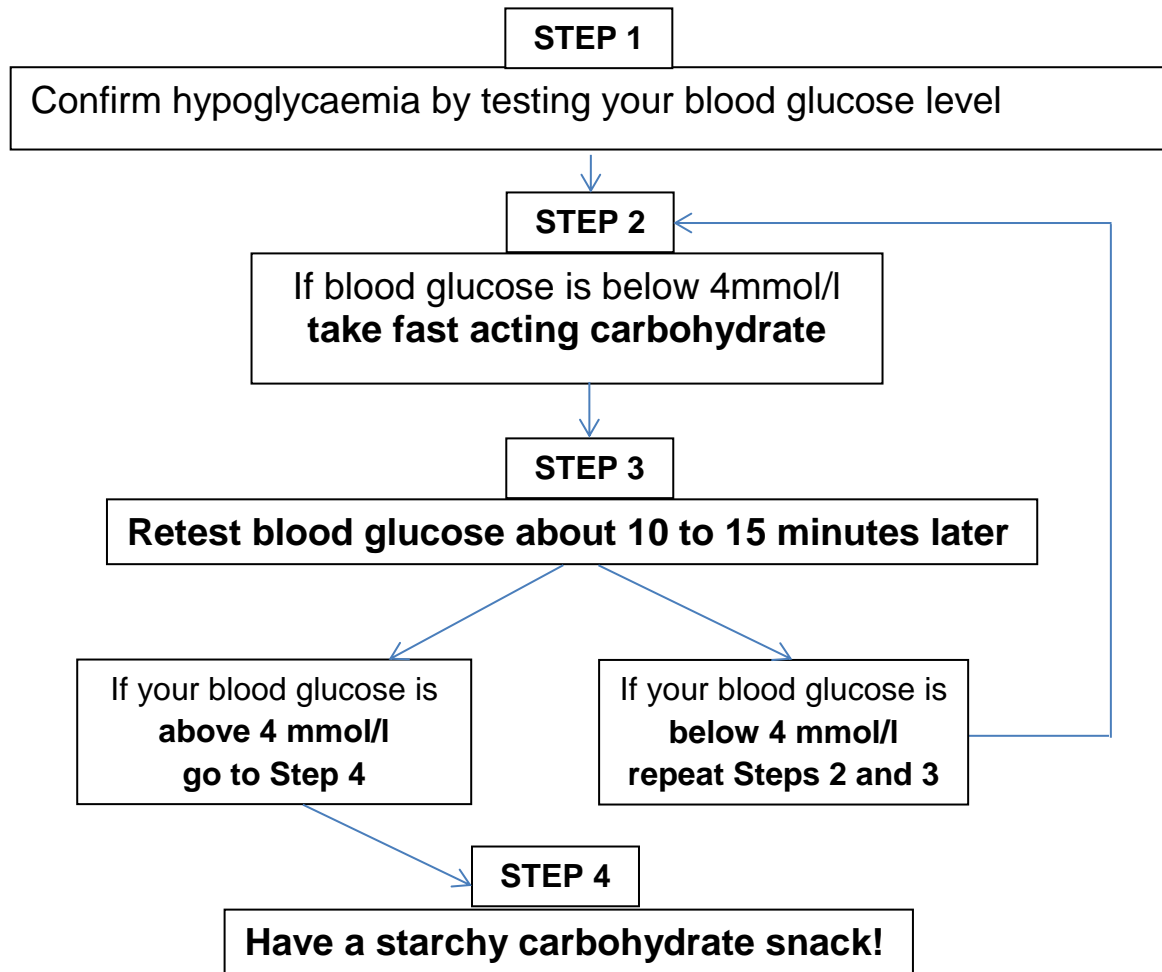 STEP 1
Confirm hypoglycaemia by testing your blood glucose level
STEP 2
If blood glucose is below 4mmol/l
take fast acting carbohydrate
STEP 3
Retest blood glucose about 10 to 15 minutes later
If your blood glucose is
above 4 mmol/l
go to Step 4
If your blood glucose is
below 4 mmol/l
repeat Steps 2 and 3
STEP 4
Have a starchy carbohydrate snack!